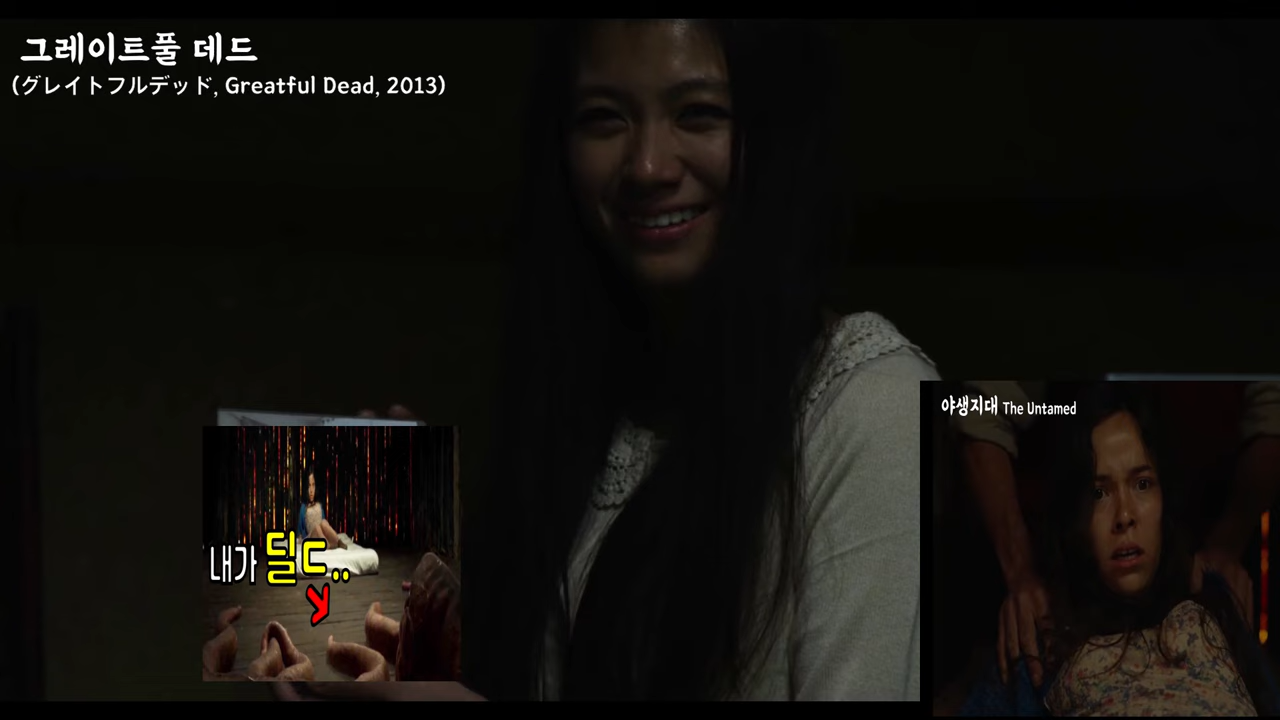 그레이트풀 데드
(グレイトフルデッド, Greatful Dead, 2013)
야생지대 The Untamed
내가 딜ㄷ..